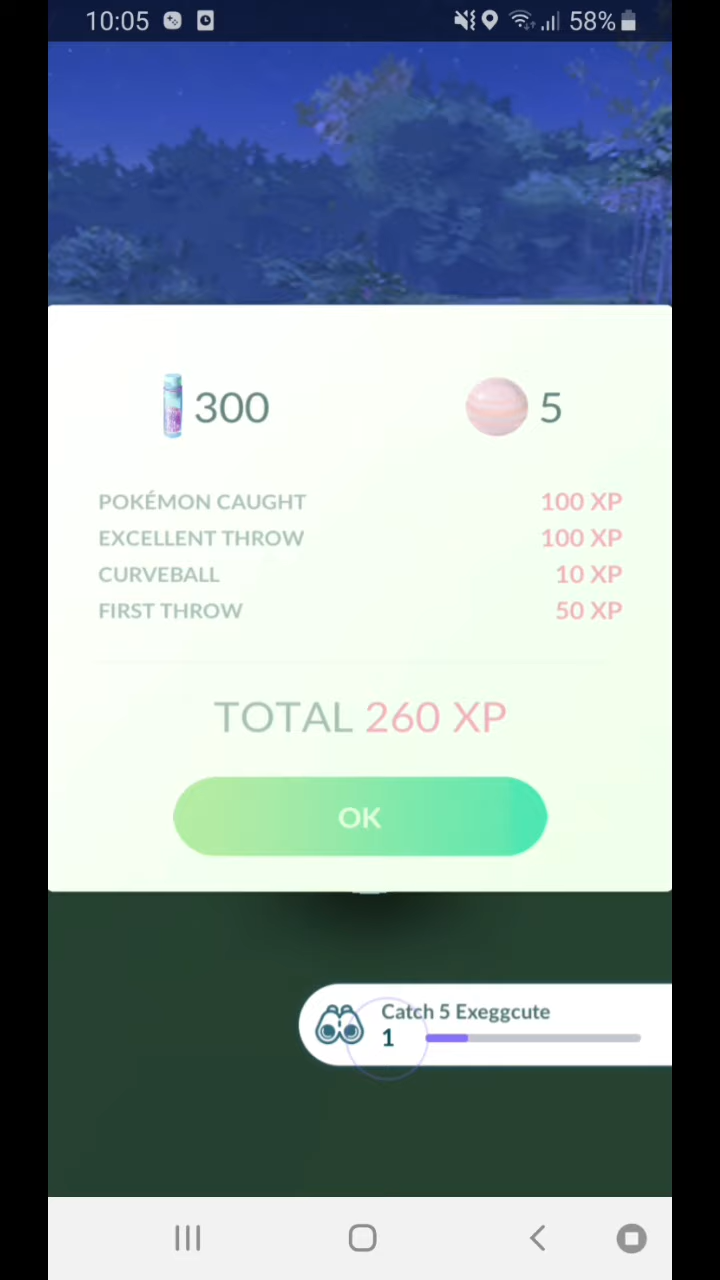 10:05 58%
300 5
POKÉMON CAUGHT 100 XP
EXCELLENT THROW 100 XP
CURVEBALL 10 XP
FIRST THROW 50 XP
TOTAL 260 XP
OK
Catch 5 Exeggcute
1